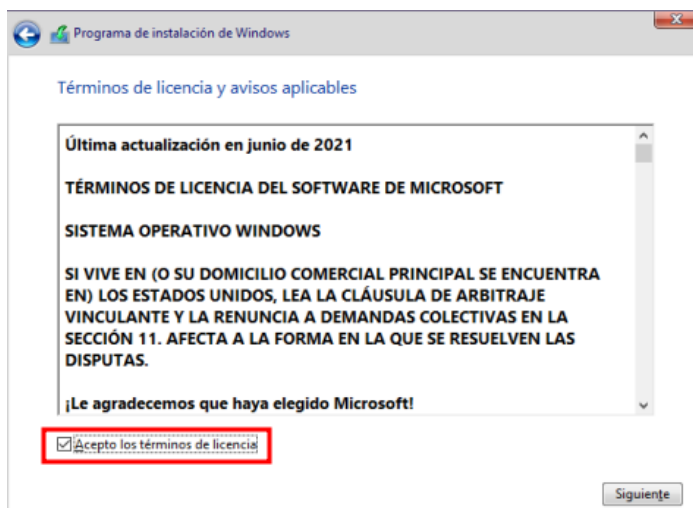 Programa de instalación de Windows
Términos de licencia y avisos aplicables
Última actualización en junio de 2021
TÉRMINOS DE LICENCIA DEL SOFTWARE DE MICROSOFT
SISTEMA OPERATIVO WINDOWS
SI VIVE EN (O SU DOMICILIO COMERCIAL PRINCIPAL SE ENCUENTRA
EN) LOS ESTADOS UNIDOS, LEA LA CLÁUSULA DE ARBITRAJE
VINCULANTE Y LA RENUNCIA A DEMANDAS COLECTIVAS EN LA
SECCIÓN 11. AFECTA A LA FORMA EN LA QUE SE RESUELVEN LAS
DISPUTAS.
¡Le agradecemos que haya elegido Microsoft!
Acepto los términos de licencia
Siguiente